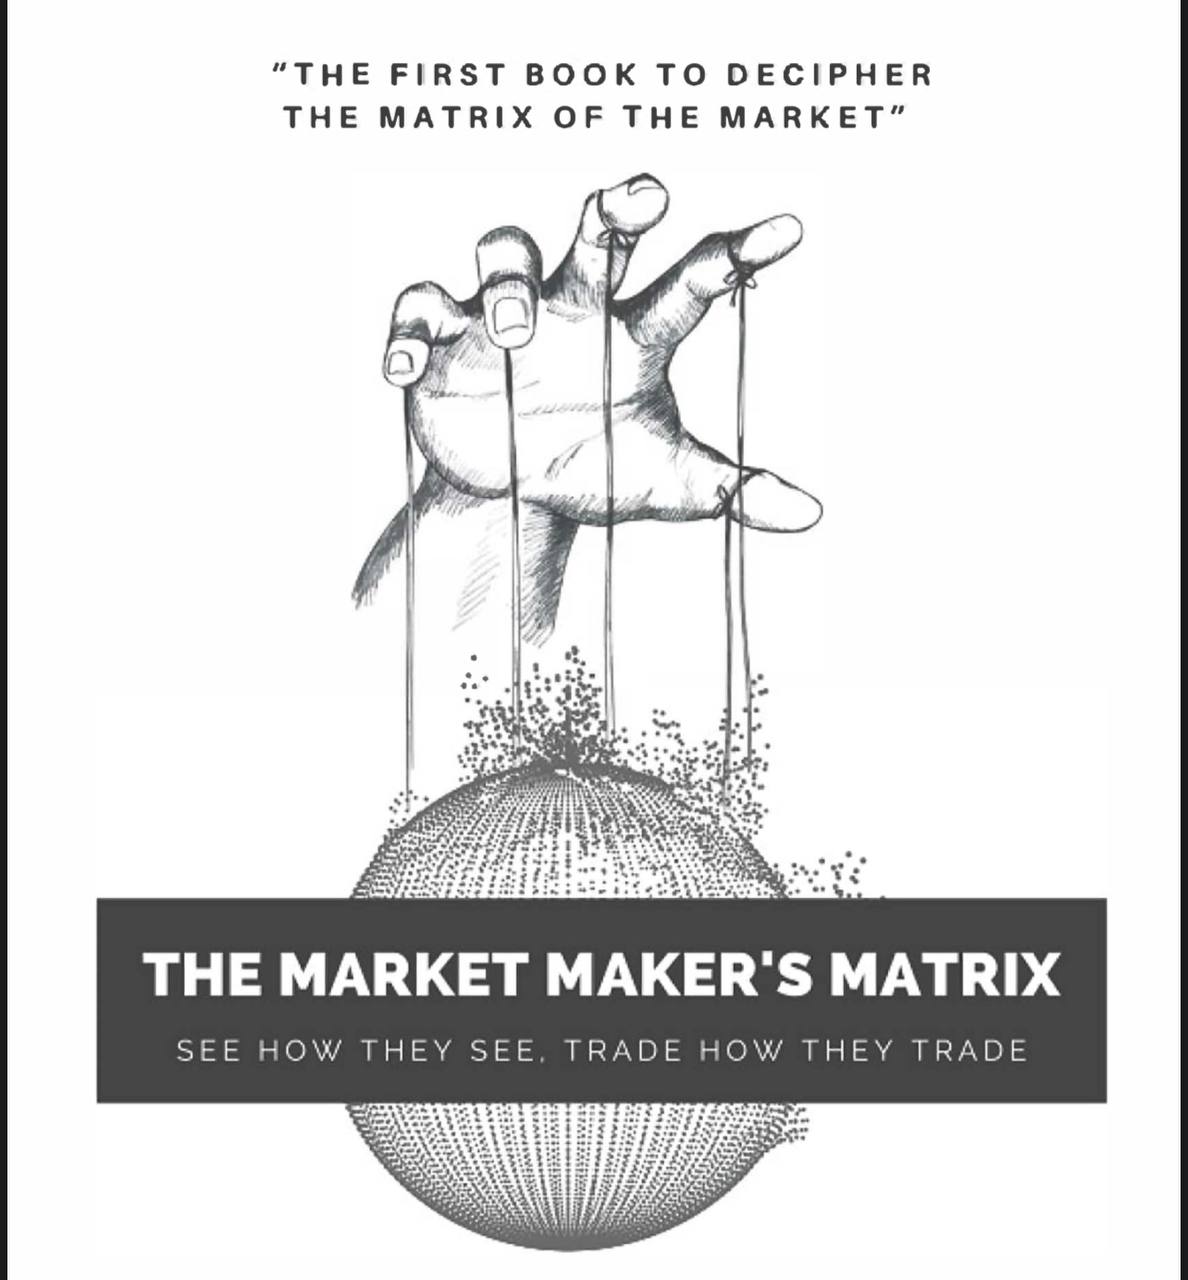 "THE FIRST BOOK TO DECIPHER
THE MATRIX OF THE MARKET"
THE MARKET MAKER'S MATRIX
SEE HOW THEY SEE, TRADE HOW THEY TRADE